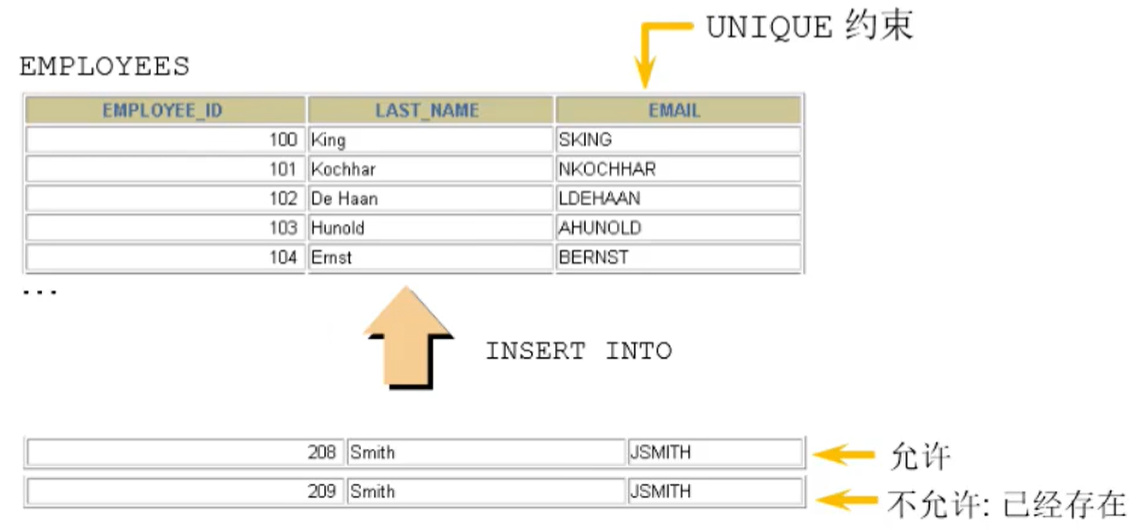 UNIQUE 约束
EMPLOYEES
EMPLOYEE_ID LAST_NAME EMAIL
100 King SKING
101 Kochhar NKOCHHAR
102 De Haan LDEHAAN
103 Hunold AHUNOLD
104 Ernst BERNST
...
INSERT INTO
208 Smith JSMITH 允许
209 Smith JSMITH 不允许: 已经存在